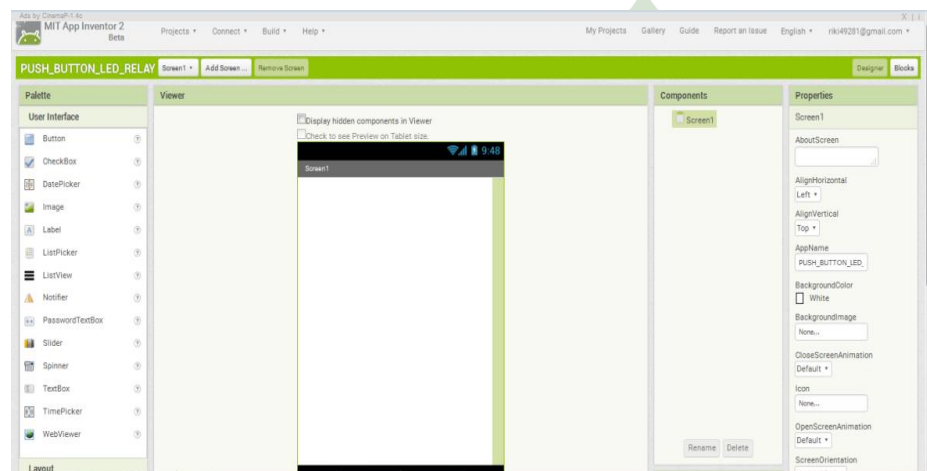 Ads by CinemaP-1.4c
X
MIT App Inventor 2
Beta
Projects Connect Build Help
My Projects Gallery Guide Report an Issue English riki49281@gmail.com
PUSH_BUTTON_LED_RELAY Screen1 Add Screen ... Remove Screen Designer Blocks
Palette
User Interface
Button
CheckBox
DatePicker
Image
Label
ListPicker
ListView
Notifier
PasswordTextBox
Slider
Spinner
TextBox
TimePicker
WebViewer
Layout
Viewer
Display hidden components in Viewer
Check to see Preview on Tablet size.
9:48
Screen1
Components
Screen1
Rename Delete
Properties
Screen1
AboutScreen
AlignHorizontal
Left
AlignVertical
Top
AppName
PUSH_BUTTON_LED_
BackgroundColor
White
BackgroundImage
None...
CloseScreenAnimation
Default
Icon
None...
OpenScreenAnimation
Default
ScreenOrientation